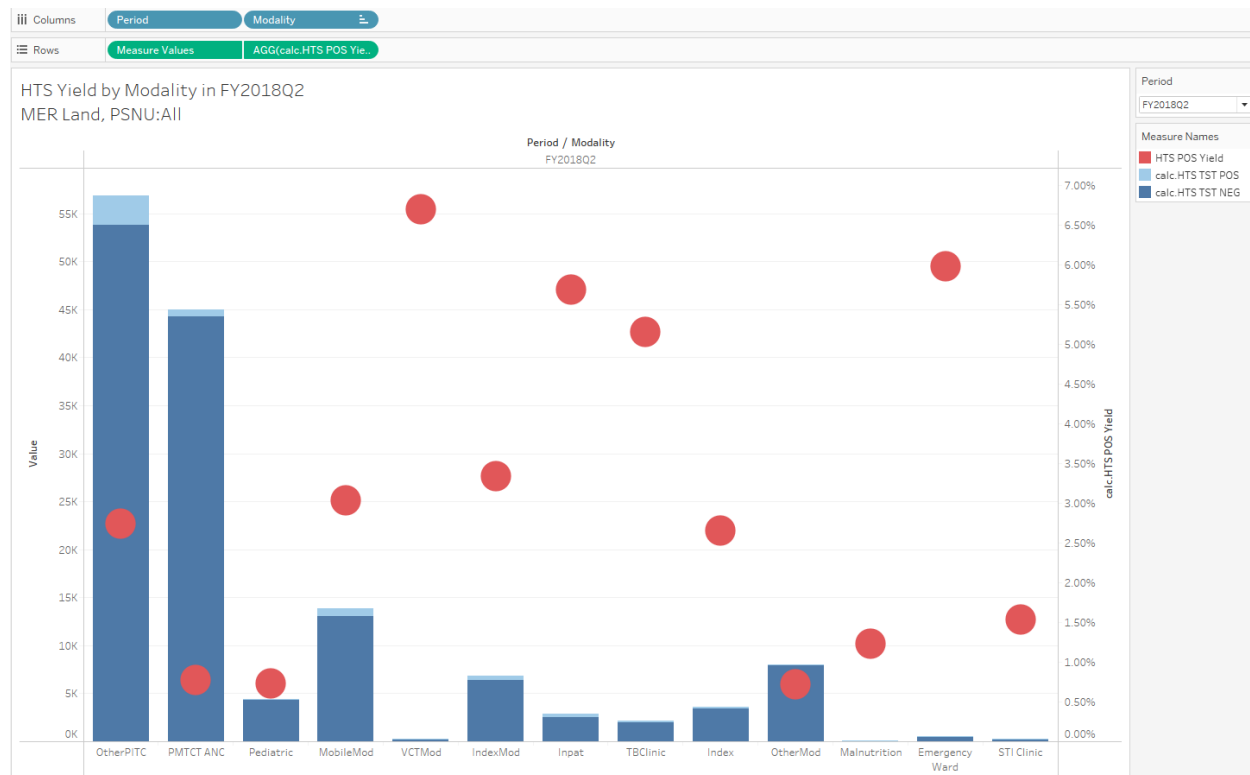 Columns Period Modality
Rows Measure Values AGG(calc.HTS POS Yie..
HTS Yield by Modality in FY2018Q2
MER Land, PSNU:All
Period / Modality
FY2018Q2
Value
55K
50K
45K
40K
35K
30K
25K
20K
15K
10K
5K
0K
7.00%
6.50%
6.00%
5.50%
5.00%
4.50%
4.00%
3.50%
3.00%
2.50%
2.00%
1.50%
1.00%
0.50%
0.00%
calc.HTS POS Yield
OtherPITC PMTCT ANC Pediatric MobileMod VCTMod IndexMod Inpat TBClinic Index OtherMod Malnutrition Emergency STI Clinic
Ward
Period
FY2018Q2
Measure Names
HTS POS Yield
calc.HTS TST POS
calc.HTS TST NEG